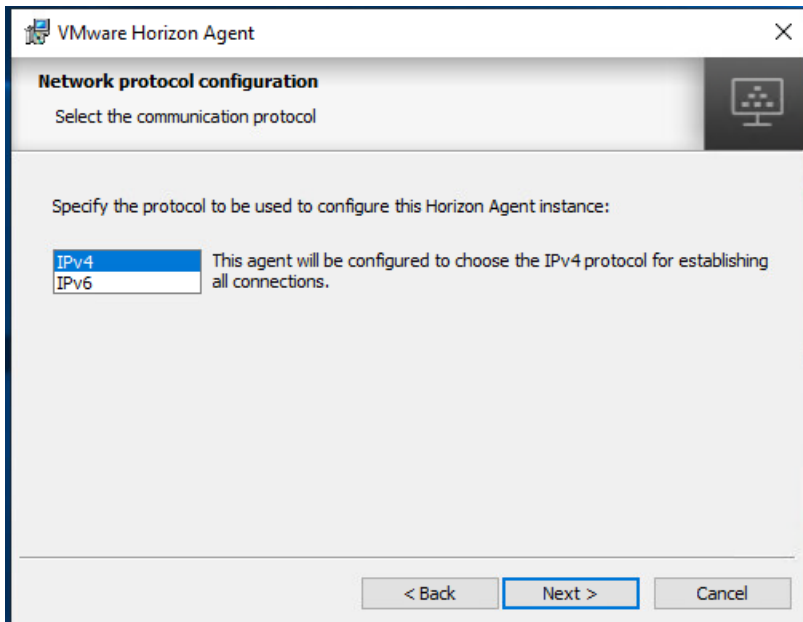 VMware Horizon Agent
Network protocol configuration
Select the communication protocol
Specify the protocol to be used to configure this Horizon Agent instance:
IPv4
IPv6
This agent will be configured to choose the IPv4 protocol for establishing
all connections.
< Back
Next >
Cancel